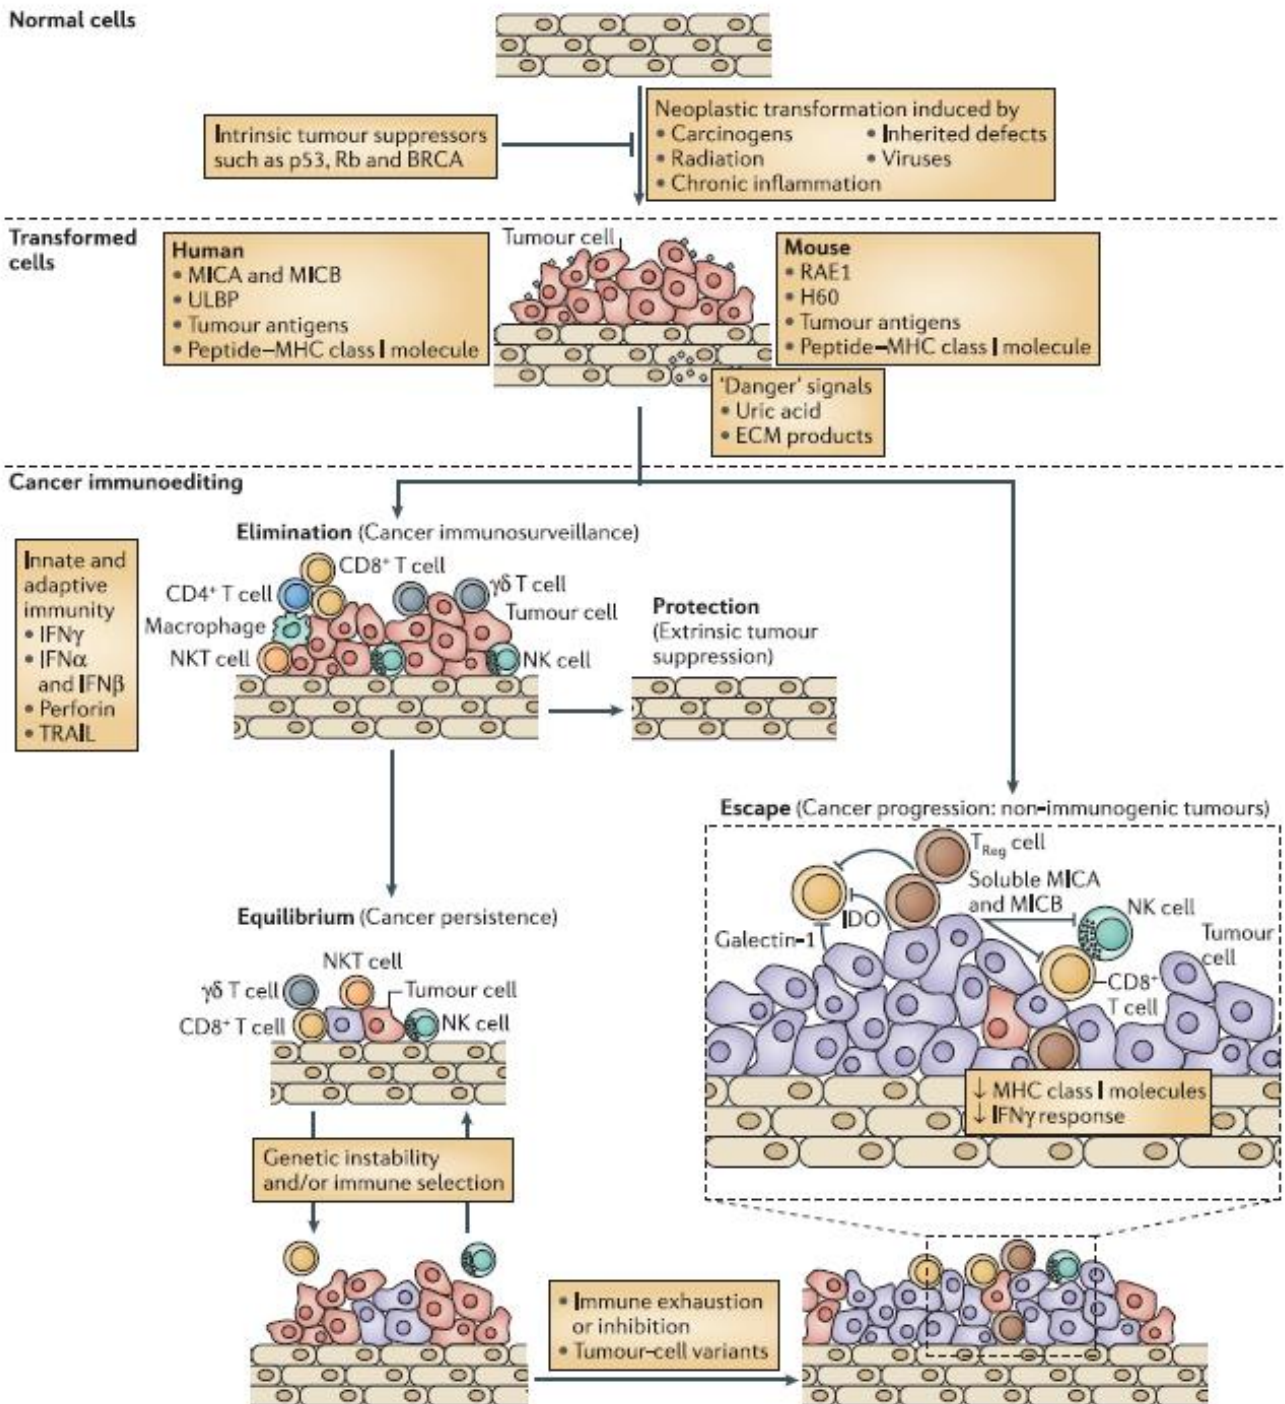 Normal cells
Intrinsic tumour suppressors
such as p53, Rb and BRCA
Neoplastic transformation induced by
• Carcinogens
• Inherited defects
• Radiation
• Viruses
• Chronic inflammation
Transformed
cells
Human
• MICA and MICB
• ULBP
• Tumour antigens
• Peptide–MHC class I molecule
Tumour cell
Mouse
• RAE1
• H60
• Tumour antigens
• Peptide–MHC class I molecule
'Danger' signals
• Uric acid
• ECM products
Cancer immunoediting
Elimination (Cancer immunosurveillance)
Innate and
adaptive
immunity
• IFNγ
• IFNα
and IFNβ
• Perforin
• TRAIL
CD8⁺ T cell
CD4⁺ T cell
γδ T cell
Macrophage
Tumour cell
NKT cell
NK cell
Protection
(Extrinsic tumour
suppression)
Equilibrium (Cancer persistence)
NKT cell
γδ T cell
Tumour cell
CD8⁺ T cell
NK cell
Genetic instability
and/or immune selection
• Immune exhaustion
or inhibition
• Tumour-cell variants
Escape (Cancer progression: non-immunogenic tumours)
TReg cell
Soluble MICA
and MICB
IDO
Galectin-1
NK cell
Tumour
cell
CD8⁺
T cell
↓ MHC class I molecules
↓ IFNγ response